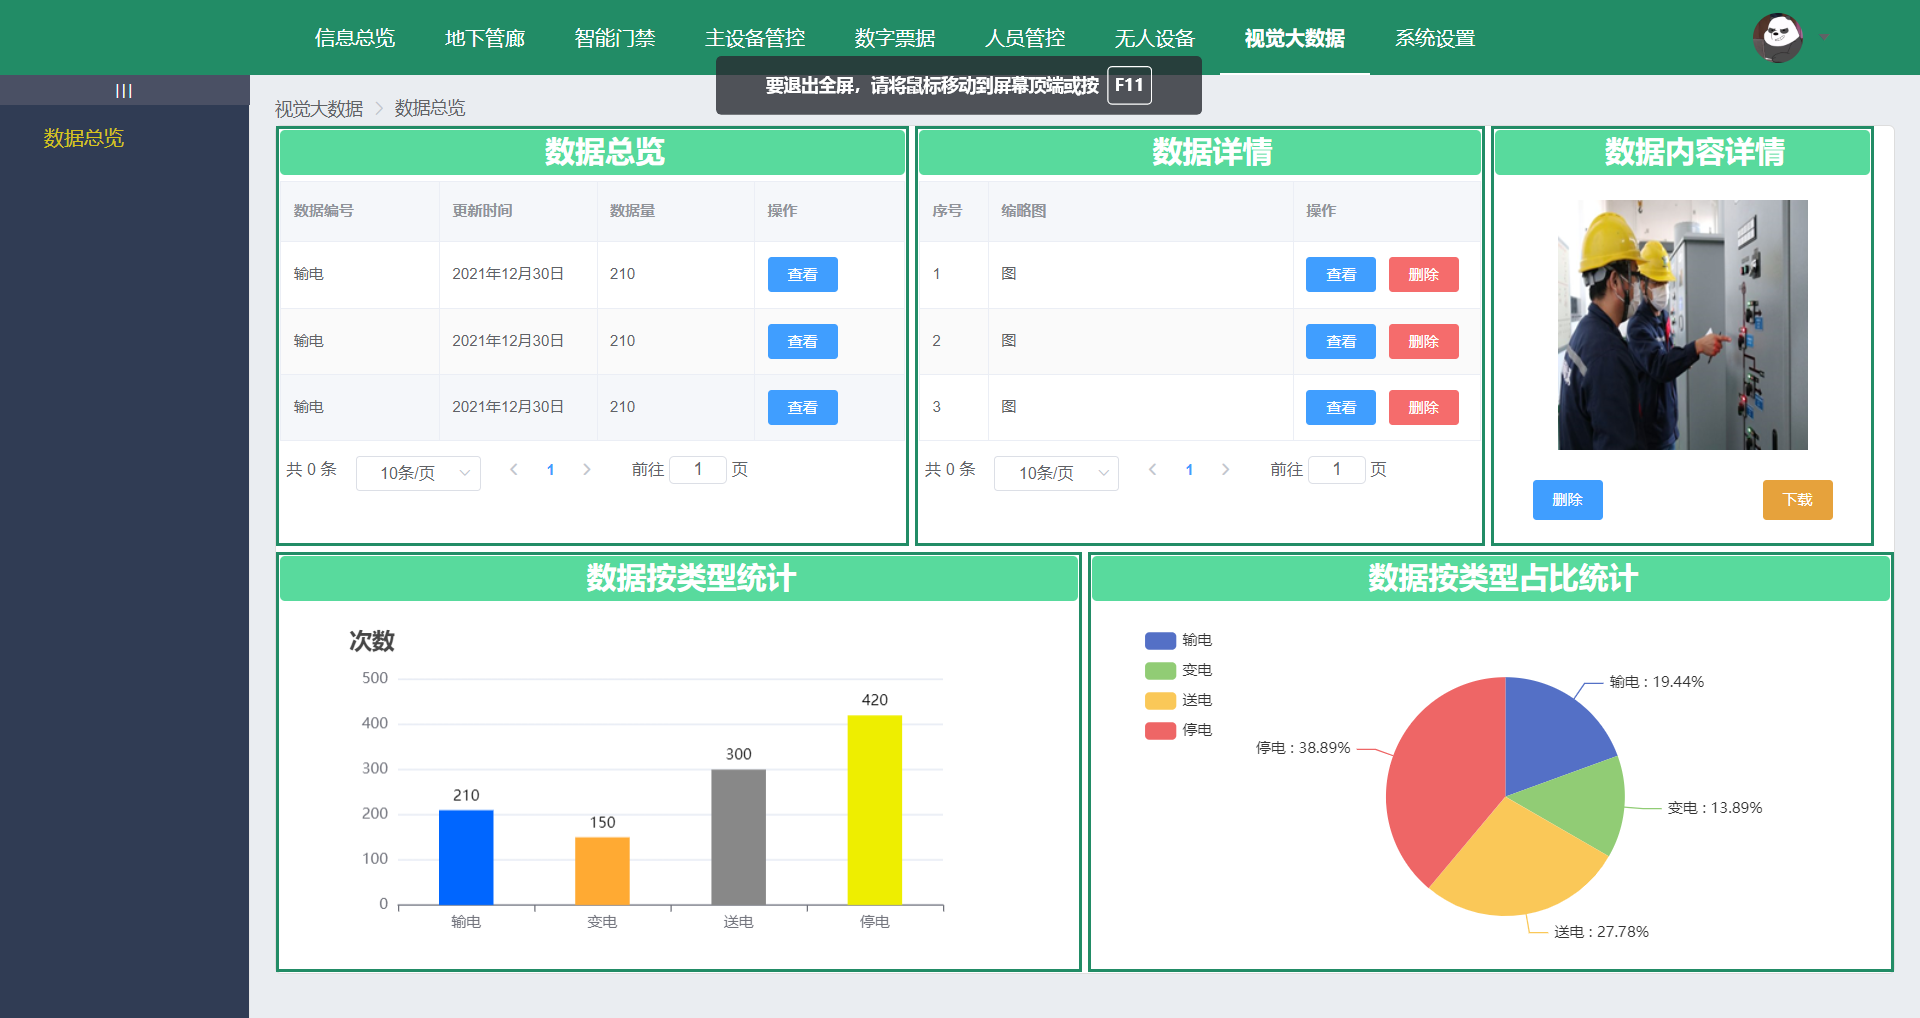 信息总览 地下管廊 智能门禁 主设备管控 数字票据 人员管控 无人设备 视觉大数据 系统设置
要退出全屏，请将鼠标移动到屏幕顶端或按 F11
数据总览
视觉大数据 > 数据总览
数据总览
数据编号 更新时间 数据量 操作
输电 2021年12月30日 210 查看
输电 2021年12月30日 210 查看
输电 2021年12月30日 210 查看
共 0 条 10条/页 < 1 > 前往 1 页
数据详情
序号 缩略图 操作
1 图 查看 删除
2 图 查看 删除
3 图 查看 删除
共 0 条 10条/页 < 1 > 前往 1 页
数据内容详情
删除 下载
数据按类型统计
次数
500
400
300
200
100
0
210
150
300
420
输电 变电 送电 停电
数据按类型占比统计
输电
变电
送电
停电
输电 : 19.44%
停电 : 38.89%
变电 : 13.89%
送电 : 27.78%